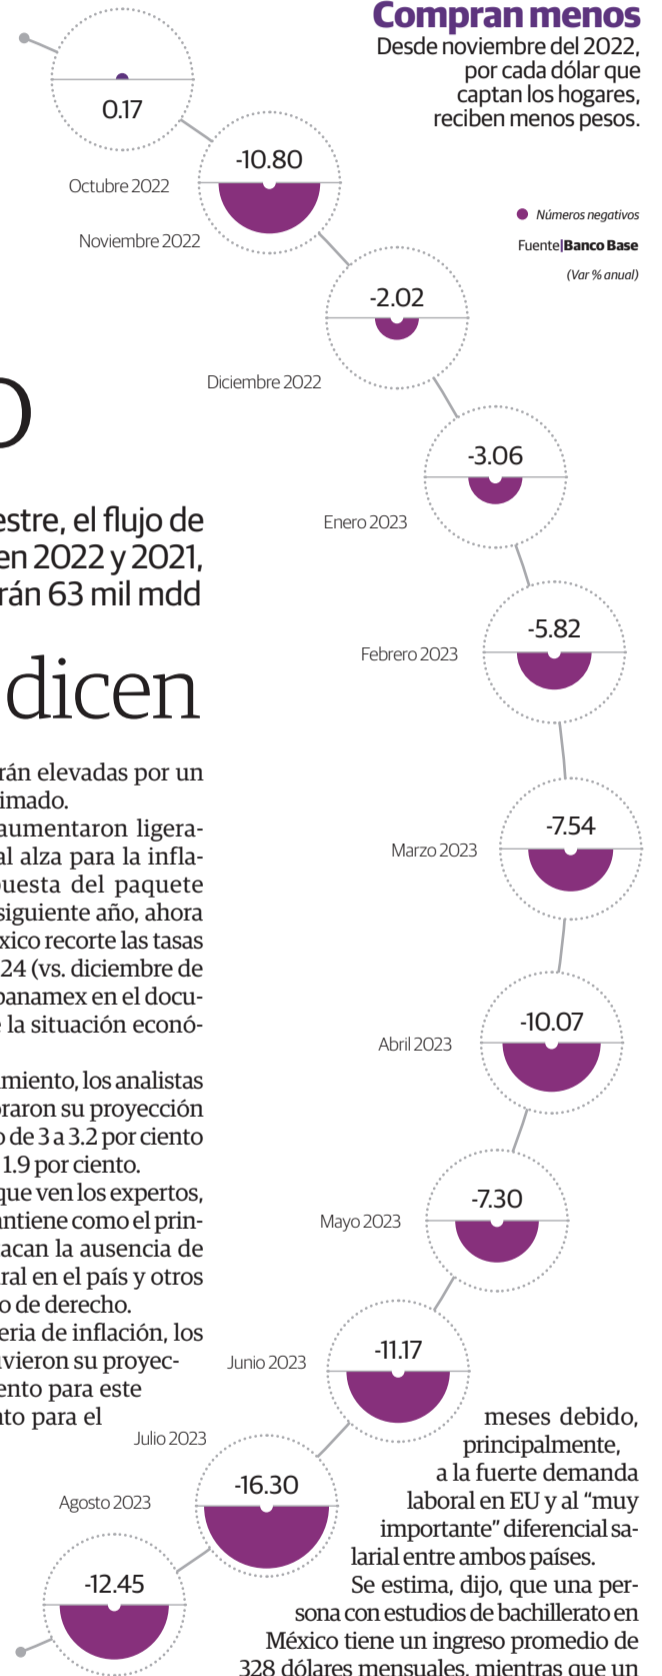 Compran menos
Desde noviembre del 2022,
por cada dólar que
captan los hogares,
reciben menos pesos.
Números negativos
Fuente|Banco Base
(Var % anual)
0.17
Octubre 2022
-10.80
Noviembre 2022
-2.02
Diciembre 2022
-3.06
Enero 2023
-5.82
Febrero 2023
-7.54
Marzo 2023
-10.07
Abril 2023
-7.30
Mayo 2023
-11.17
Junio 2023
-16.30
Julio 2023
-12.45
Agosto 2023
O
estre, el flujo de
en 2022 y 2021,
rán 63 mil mdd
dicen
rán elevadas por un
imado.
aumentaron ligera-
al alza para la infla-
uesta del paquete
siguiente año, ahora
xico recorte las tasas
24 (vs. diciembre de
panamex en el docu-
e la situación econó-
miento, los analistas
raron su proyección
o de 3 a 3.2 por ciento
1.9 por ciento.
que ven los expertos,
antiene como el prin-
acan la ausencia de
ral en el país y otros
o de derecho.
eria de inflación, los
vieron su proyec-
ento para este
nto para el
meses debido,
principalmente,
a la fuerte demanda
laboral en EU y al “muy
importante” diferencial sa-
larial entre ambos países.
Se estima, dijo, que una per-
sona con estudios de bachillerato en
México tiene un ingreso promedio de
328 dólares mensuales, mientras que un